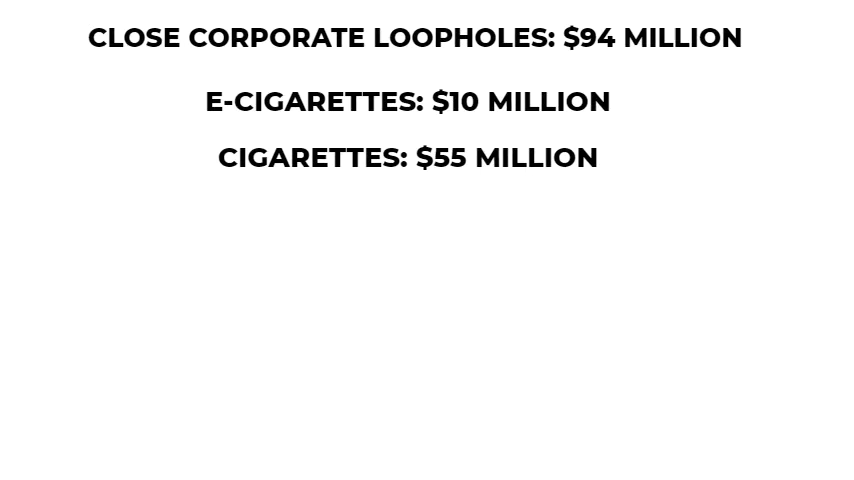 CLOSE CORPORATE LOOPHOLES: $94 MILLION
E-CIGARETTES: $10 MILLION
CIGARETTES: $55 MILLION